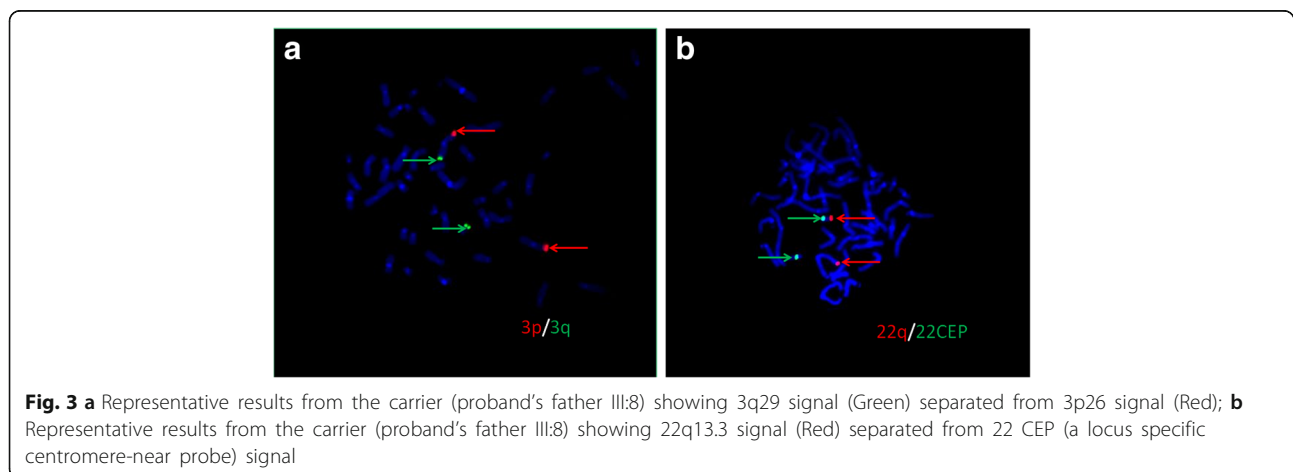 a
b
3p/3q
22q/22CEP
Fig. 3 a Representative results from the carrier (proband's father III:8) showing 3q29 signal (Green) separated from 3p26 signal (Red); b
Representative results from the carrier (proband's father III:8) showing 22q13.3 signal (Red) separated from 22 CEP (a locus specific
centromere-near probe) signal